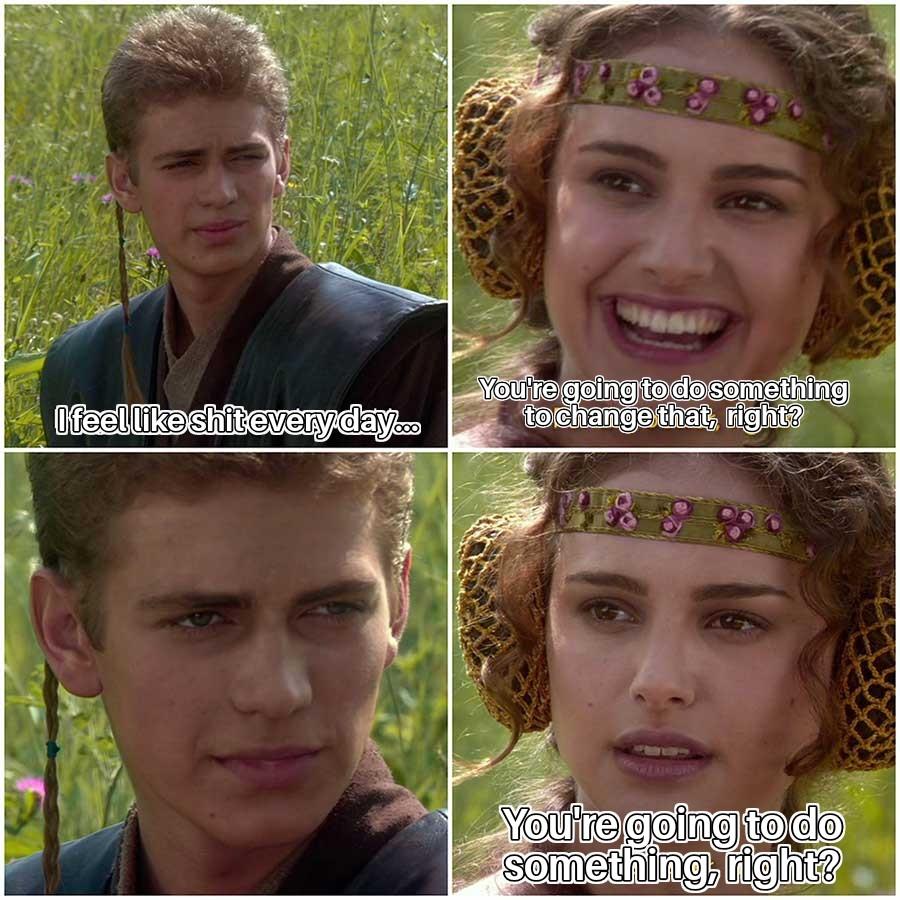 I feel like shit every day...
You're going to do something
to change that, right?
You're going to do
something, right?